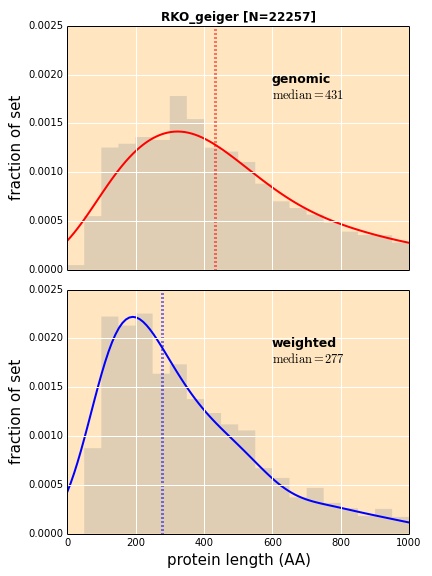 RKO_geiger [N=22257]
0.0025
0.0020
0.0015
0.0010
0.0005
0.0000
fraction of set
genomic
median = 431
0.0025
0.0020
0.0015
0.0010
0.0005
0.0000
fraction of set
weighted
median = 277
0 200 400 600 800 1000
protein length (AA)